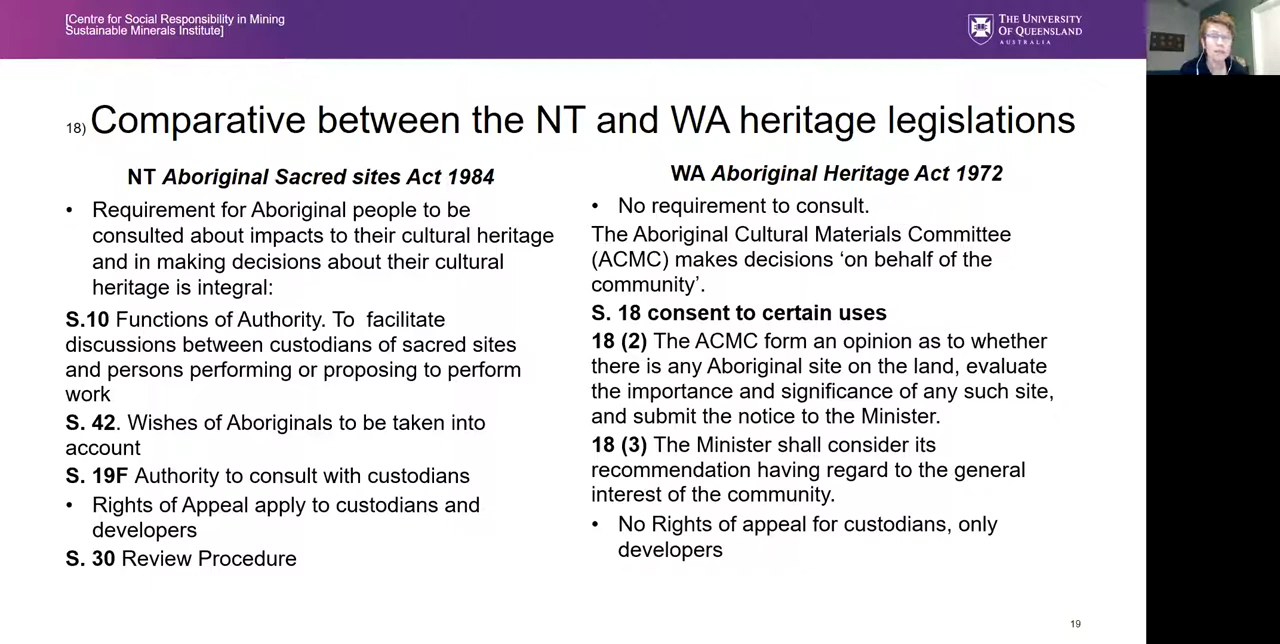 [Centre for Social Responsibility in Mining
Sustainable Minerals Institute]
THE UNIVERSITY
OF QUEENSLAND
AUSTRALIA
18) Comparative between the NT and WA heritage legislations
NT Aboriginal Sacred sites Act 1984
• Requirement for Aboriginal people to be
consulted about impacts to their cultural heritage
and in making decisions about their cultural
heritage is integral:
S.10 Functions of Authority. To facilitate
discussions between custodians of sacred sites
and persons performing or proposing to perform
work
S. 42. Wishes of Aboriginals to be taken into
account
S. 19F Authority to consult with custodians
• Rights of Appeal apply to custodians and
developers
S. 30 Review Procedure
WA Aboriginal Heritage Act 1972
• No requirement to consult.
The Aboriginal Cultural Materials Committee
(ACMC) makes decisions ‘on behalf of the
community’.
S. 18 consent to certain uses
18 (2) The ACMC form an opinion as to whether
there is any Aboriginal site on the land, evaluate
the importance and significance of any such site,
and submit the notice to the Minister.
18 (3) The Minister shall consider its
recommendation having regard to the general
interest of the community.
• No Rights of appeal for custodians, only
developers
19